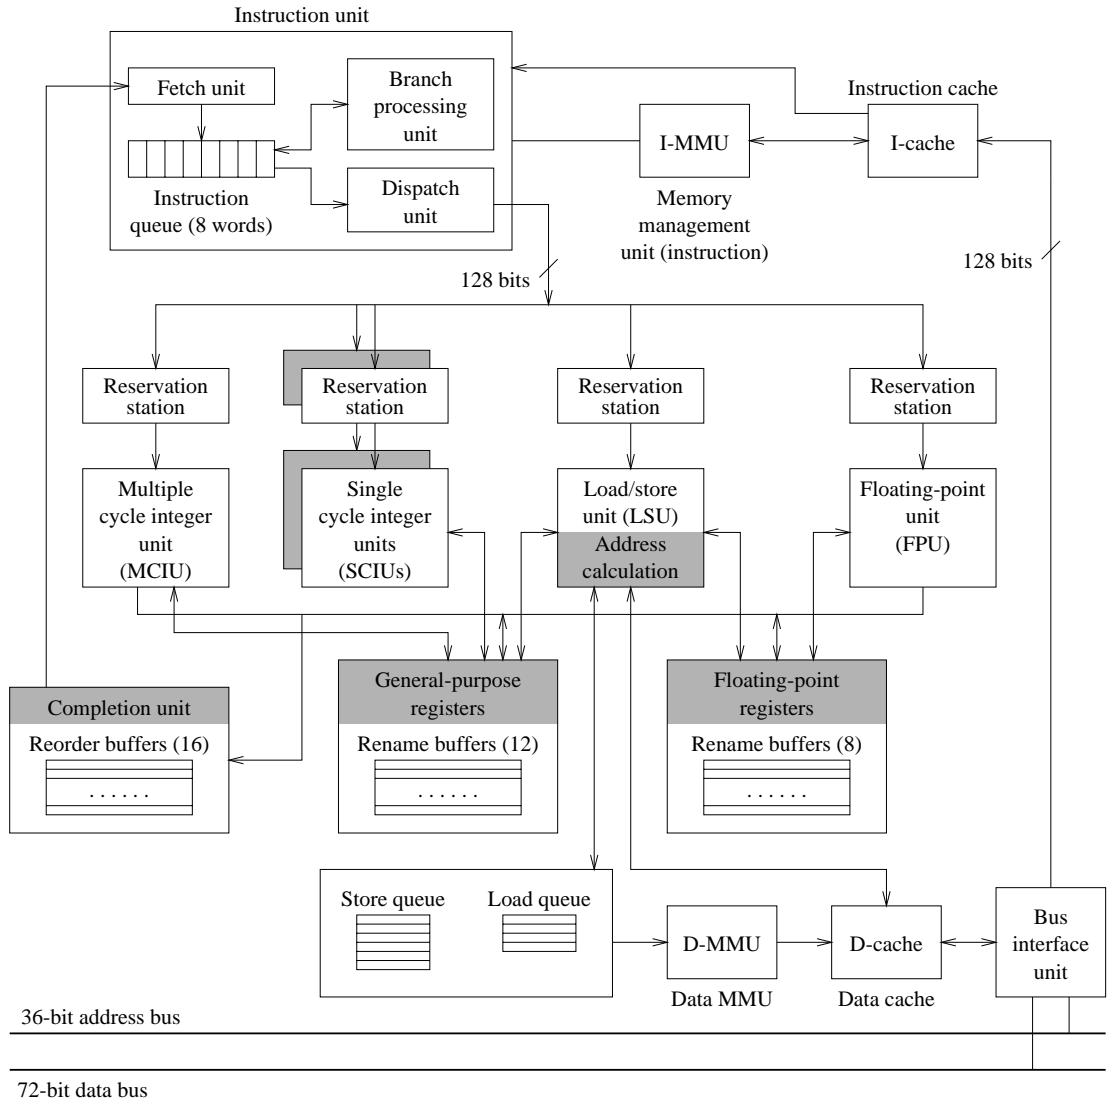 Instruction unit
Fetch unit
Branch
processing
unit
Instruction
queue (8 words)
Dispatch
unit
I-MMU
Memory
management
unit (instruction)
Instruction cache
I-cache
128 bits
128 bits
Reservation
station
Reservation
station
Reservation
station
Reservation
station
Multiple
cycle integer
unit
(MCIU)
Single
cycle integer
units
(SCIUs)
Load/store
unit (LSU)
Address
calculation
Floating-point
unit
(FPU)
Completion unit
Reorder buffers (16)
. . . . . .
General-purpose
registers
Rename buffers (12)
. . . . . .
Floating-point
registers
Rename buffers (8)
. . . . . .
Store queue
Load queue
D-MMU
Data MMU
D-cache
Data cache
Bus
interface
unit
36-bit address bus
72-bit data bus